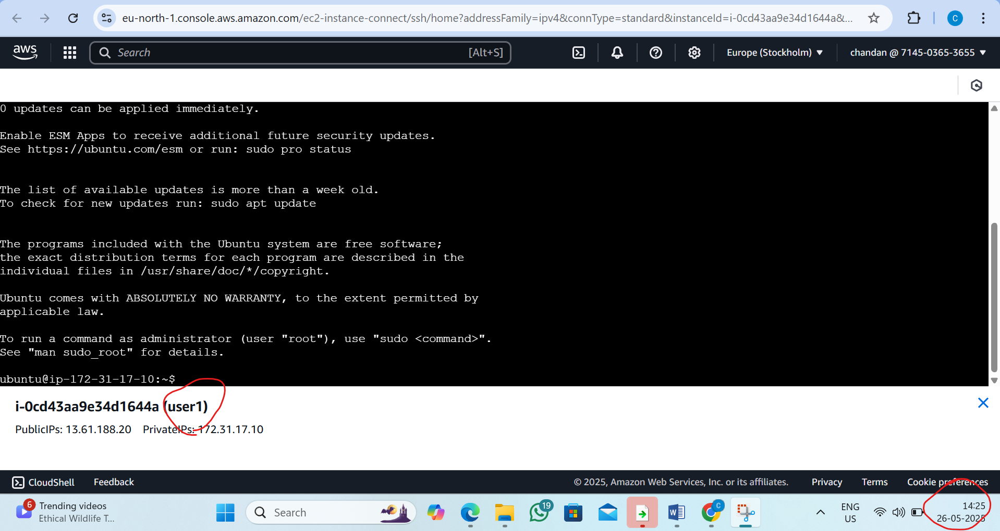 eu-north-1.console.aws.amazon.com/ec2-instance-connect/ssh/home?addressFamily=ipv4&connType=standard&instanceId=i-0cd43aa9e34d1644a&... C
aws Search [Alt+S] Europe (Stockholm) chandan @ 7145-0365-3655
0 updates can be applied immediately.
Enable ESM Apps to receive additional future security updates.
See https://ubuntu.com/esm or run: sudo pro status
The list of available updates is more than a week old.
To check for new updates run: sudo apt update
The programs included with the Ubuntu system are free software;
the exact distribution terms for each program are described in the
individual files in /usr/share/doc/*/copyright.
Ubuntu comes with ABSOLUTELY NO WARRANTY, to the extent permitted by
applicable law.
To run a command as administrator (user "root"), use "sudo <command>".
See "man sudo_root" for details.
ubuntu@ip-172-31-17-10:~$
i-0cd43aa9e34d1644a (user1)
PublicIPs: 13.61.188.20 PrivateIPs: 172.31.17.10
CloudShell Feedback © 2025, Amazon Web Services, Inc. or its affiliates. Privacy Terms Cookie preferences
6 Trending videos
Ethical Wildlife T...
Search
19
W
C
ENG
US
14:25
26-05-2025